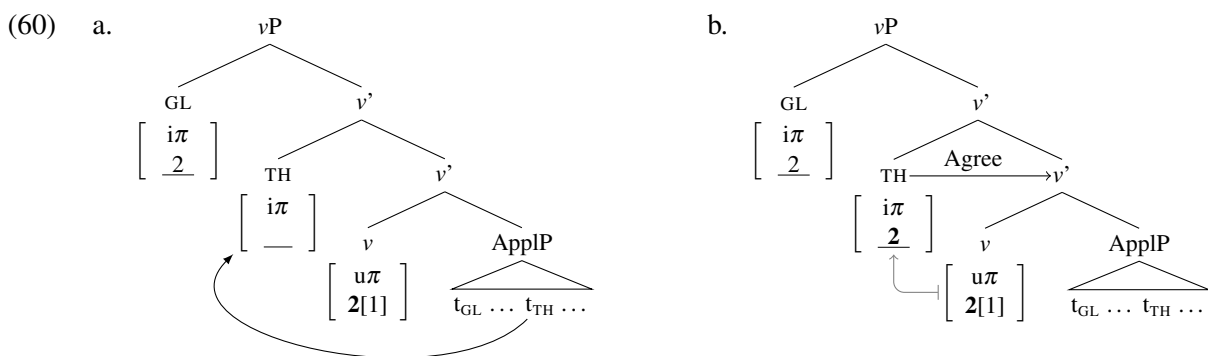 (60) a. vP b. vP
GL v’ GL v’
[ iπ 2 ] [ iπ 2 ]
TH v’ TH Agree v’
[ iπ __ ] [ iπ 2 ]
v ApplP v ApplP
[ uπ 2[1] ] [ uπ 2[1] ]
tGL … tTH … tGL … tTH …